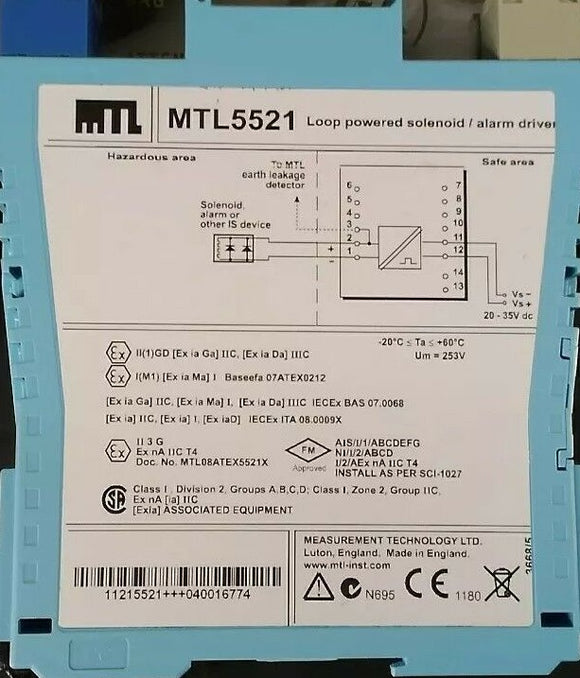 MTL
MTL5521 Loop powered solenoid / alarm driver
Hazardous area
Safe area
To MTL
earth leakage
detector
Solenoid,
alarm or
other IS device
6
5
4
3
2
1
+
−
7
8
9
10
11
12
14
13
Vs −
Vs +
20 - 35V dc
Ex II(1)GD [Ex ia Ga] IIC, [Ex ia Da] IIIC
-20°C ≤ Ta ≤ +60°C
Um = 253V
Ex I(M1) [Ex ia Ma] I Baseefa 07ATEX0212
[Ex ia Ga] IIC, [Ex ia Ma] I, [Ex ia Da] IIIC IECEx BAS 07.0068
[Ex ia] IIC, [Ex ia] I, [Ex iaD] IECEx ITA 08.0009X
Ex II 3 G
Ex nA IIC T4
Doc. No. MTL08ATEX5521X
FM
Approved
AIS/I/1/ABCDEFG
NI/I/2/ABCD
I/2/AEx nA IIC T4
INSTALL AS PER SCI-1027
SA Class I , Division 2, Groups A,B,C,D; Class I, Zone 2, Group IIC,
Ex nA [ia] IIC
[Exia] ASSOCIATED EQUIPMENT
11215521+++040016774
MEASUREMENT TECHNOLOGY LTD.
Luton, England. Made in England.
www.mtl-inst.com
N695
CE 1180
3668/5